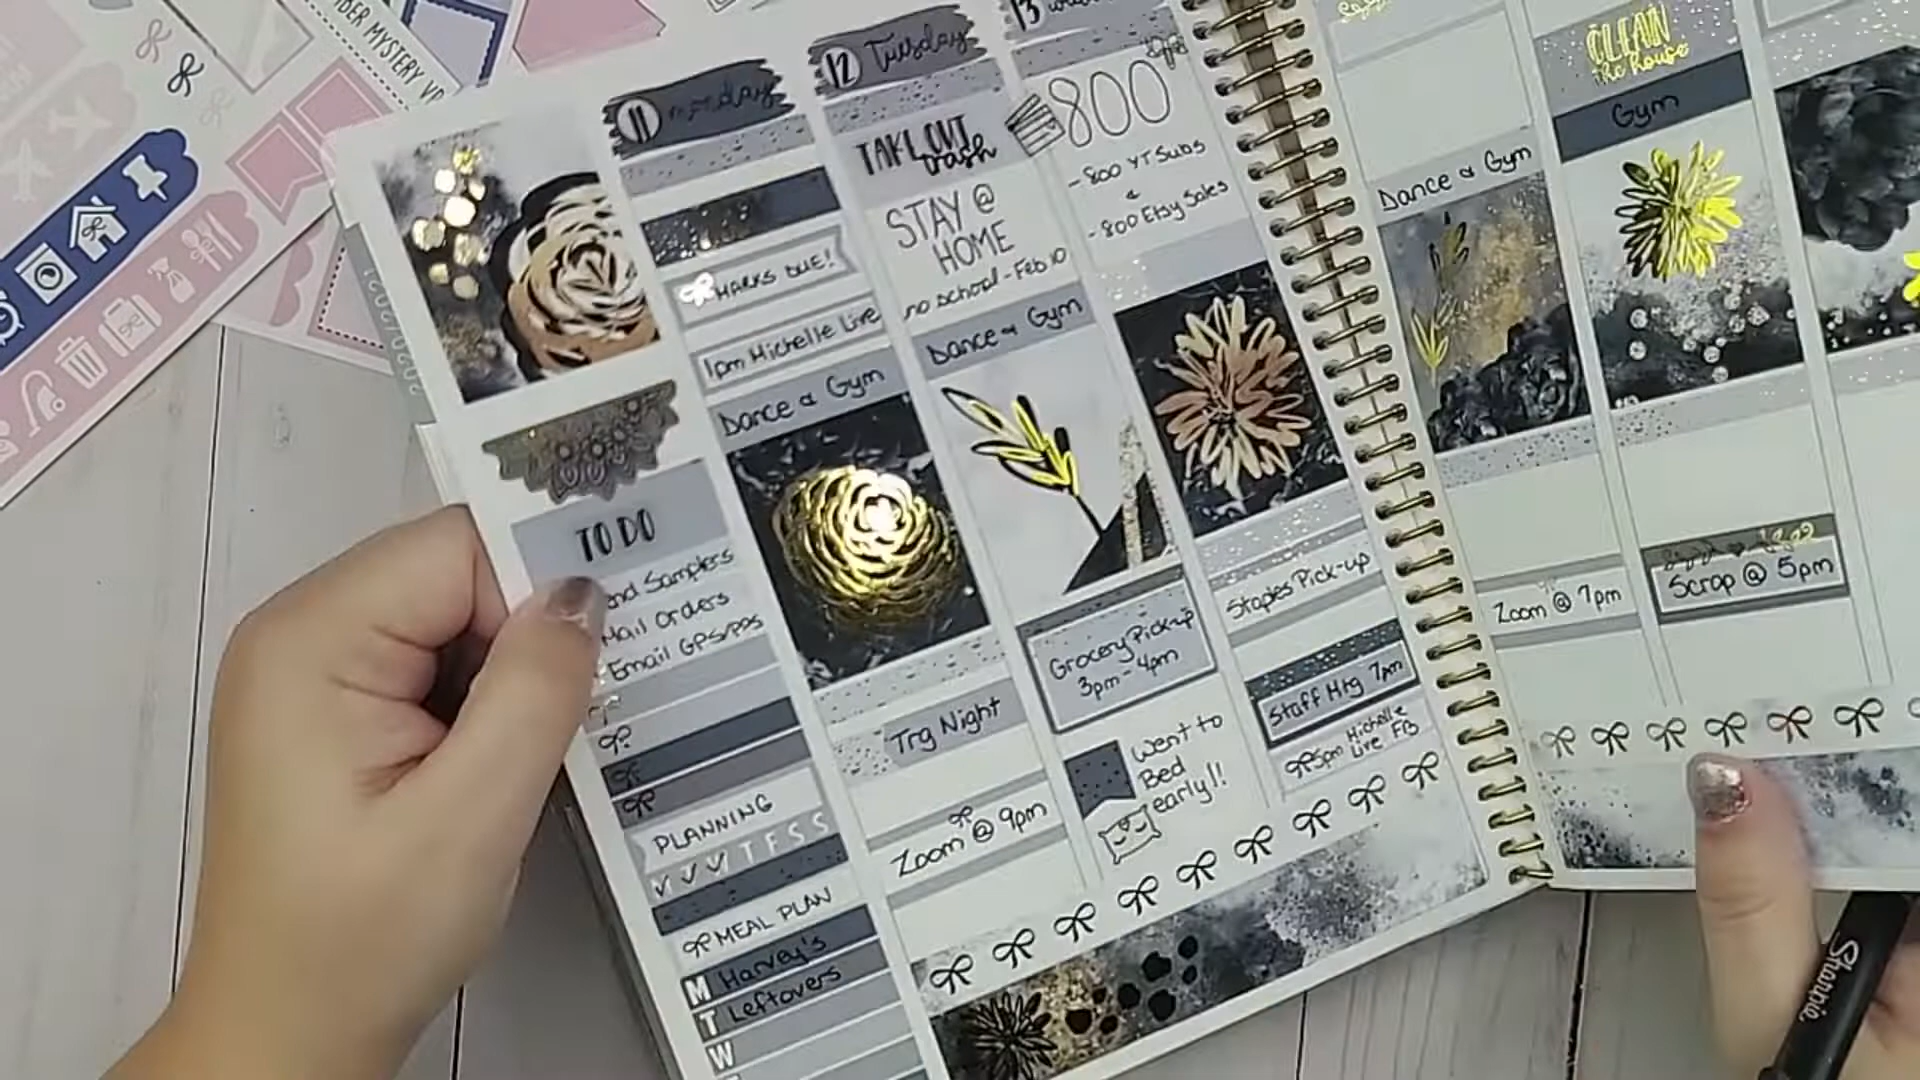 DER MYSTERY
11 monday
12 Tuesday
13
TAKE OUT
trash
STAY @
HOME
no school - Feb 10
800
- 800 YT Subs
&
- 800 Etsy Sales
MARKS DUE!
1pm Michelle Live
Dance & Gym
Dance & Gym
TO DO
Samplers
Mail Orders
Email GPS/PPS
PLANNING
T F S S
MEAL PLAN
M Harvey's
T Leftovers
W
Trg Night
Zoom @ 9pm
Grocery Pick-up
3pm-4pm
Went to
Bed
early!!
Staples Pick-up
Staff Mtg 7pm
5pm Michelle
Live FB
Dance & Gym
Zoom @ 7pm
CLEAN
the house
Gym
Scrap @ 5pm
Sharpie
2020/2021